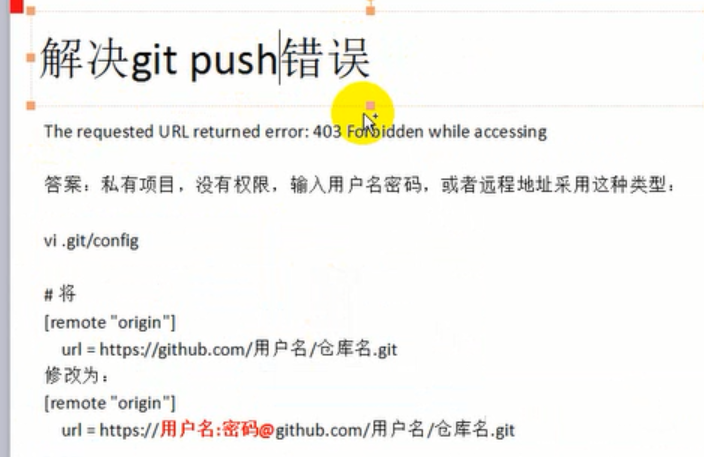 解决git push错误
The requested URL returned error: 403 Forbidden while accessing
答案：私有项目，没有权限，输入用户名密码，或者远程地址采用这种类型：
vi .git/config
# 将
[remote "origin"]
url = https://github.com/用户名/仓库名.git
修改为：
[remote "origin"]
url = https://用户名:密码@github.com/用户名/仓库名.git